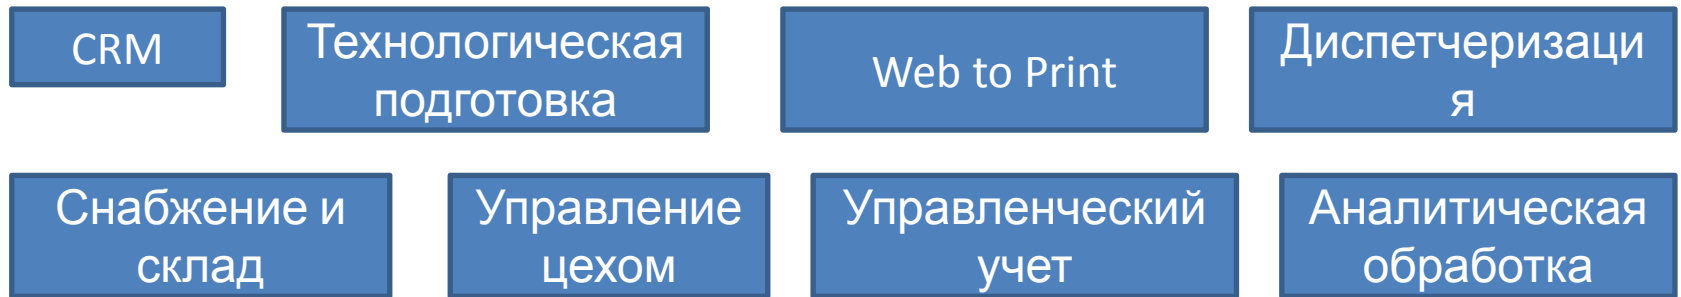 CRM
Технологическая
подготовка
Web to Print
Диспетчеризаци
я
Снабжение и
склад
Управление
цехом
Управленческий
учет
Аналитическая
обработка